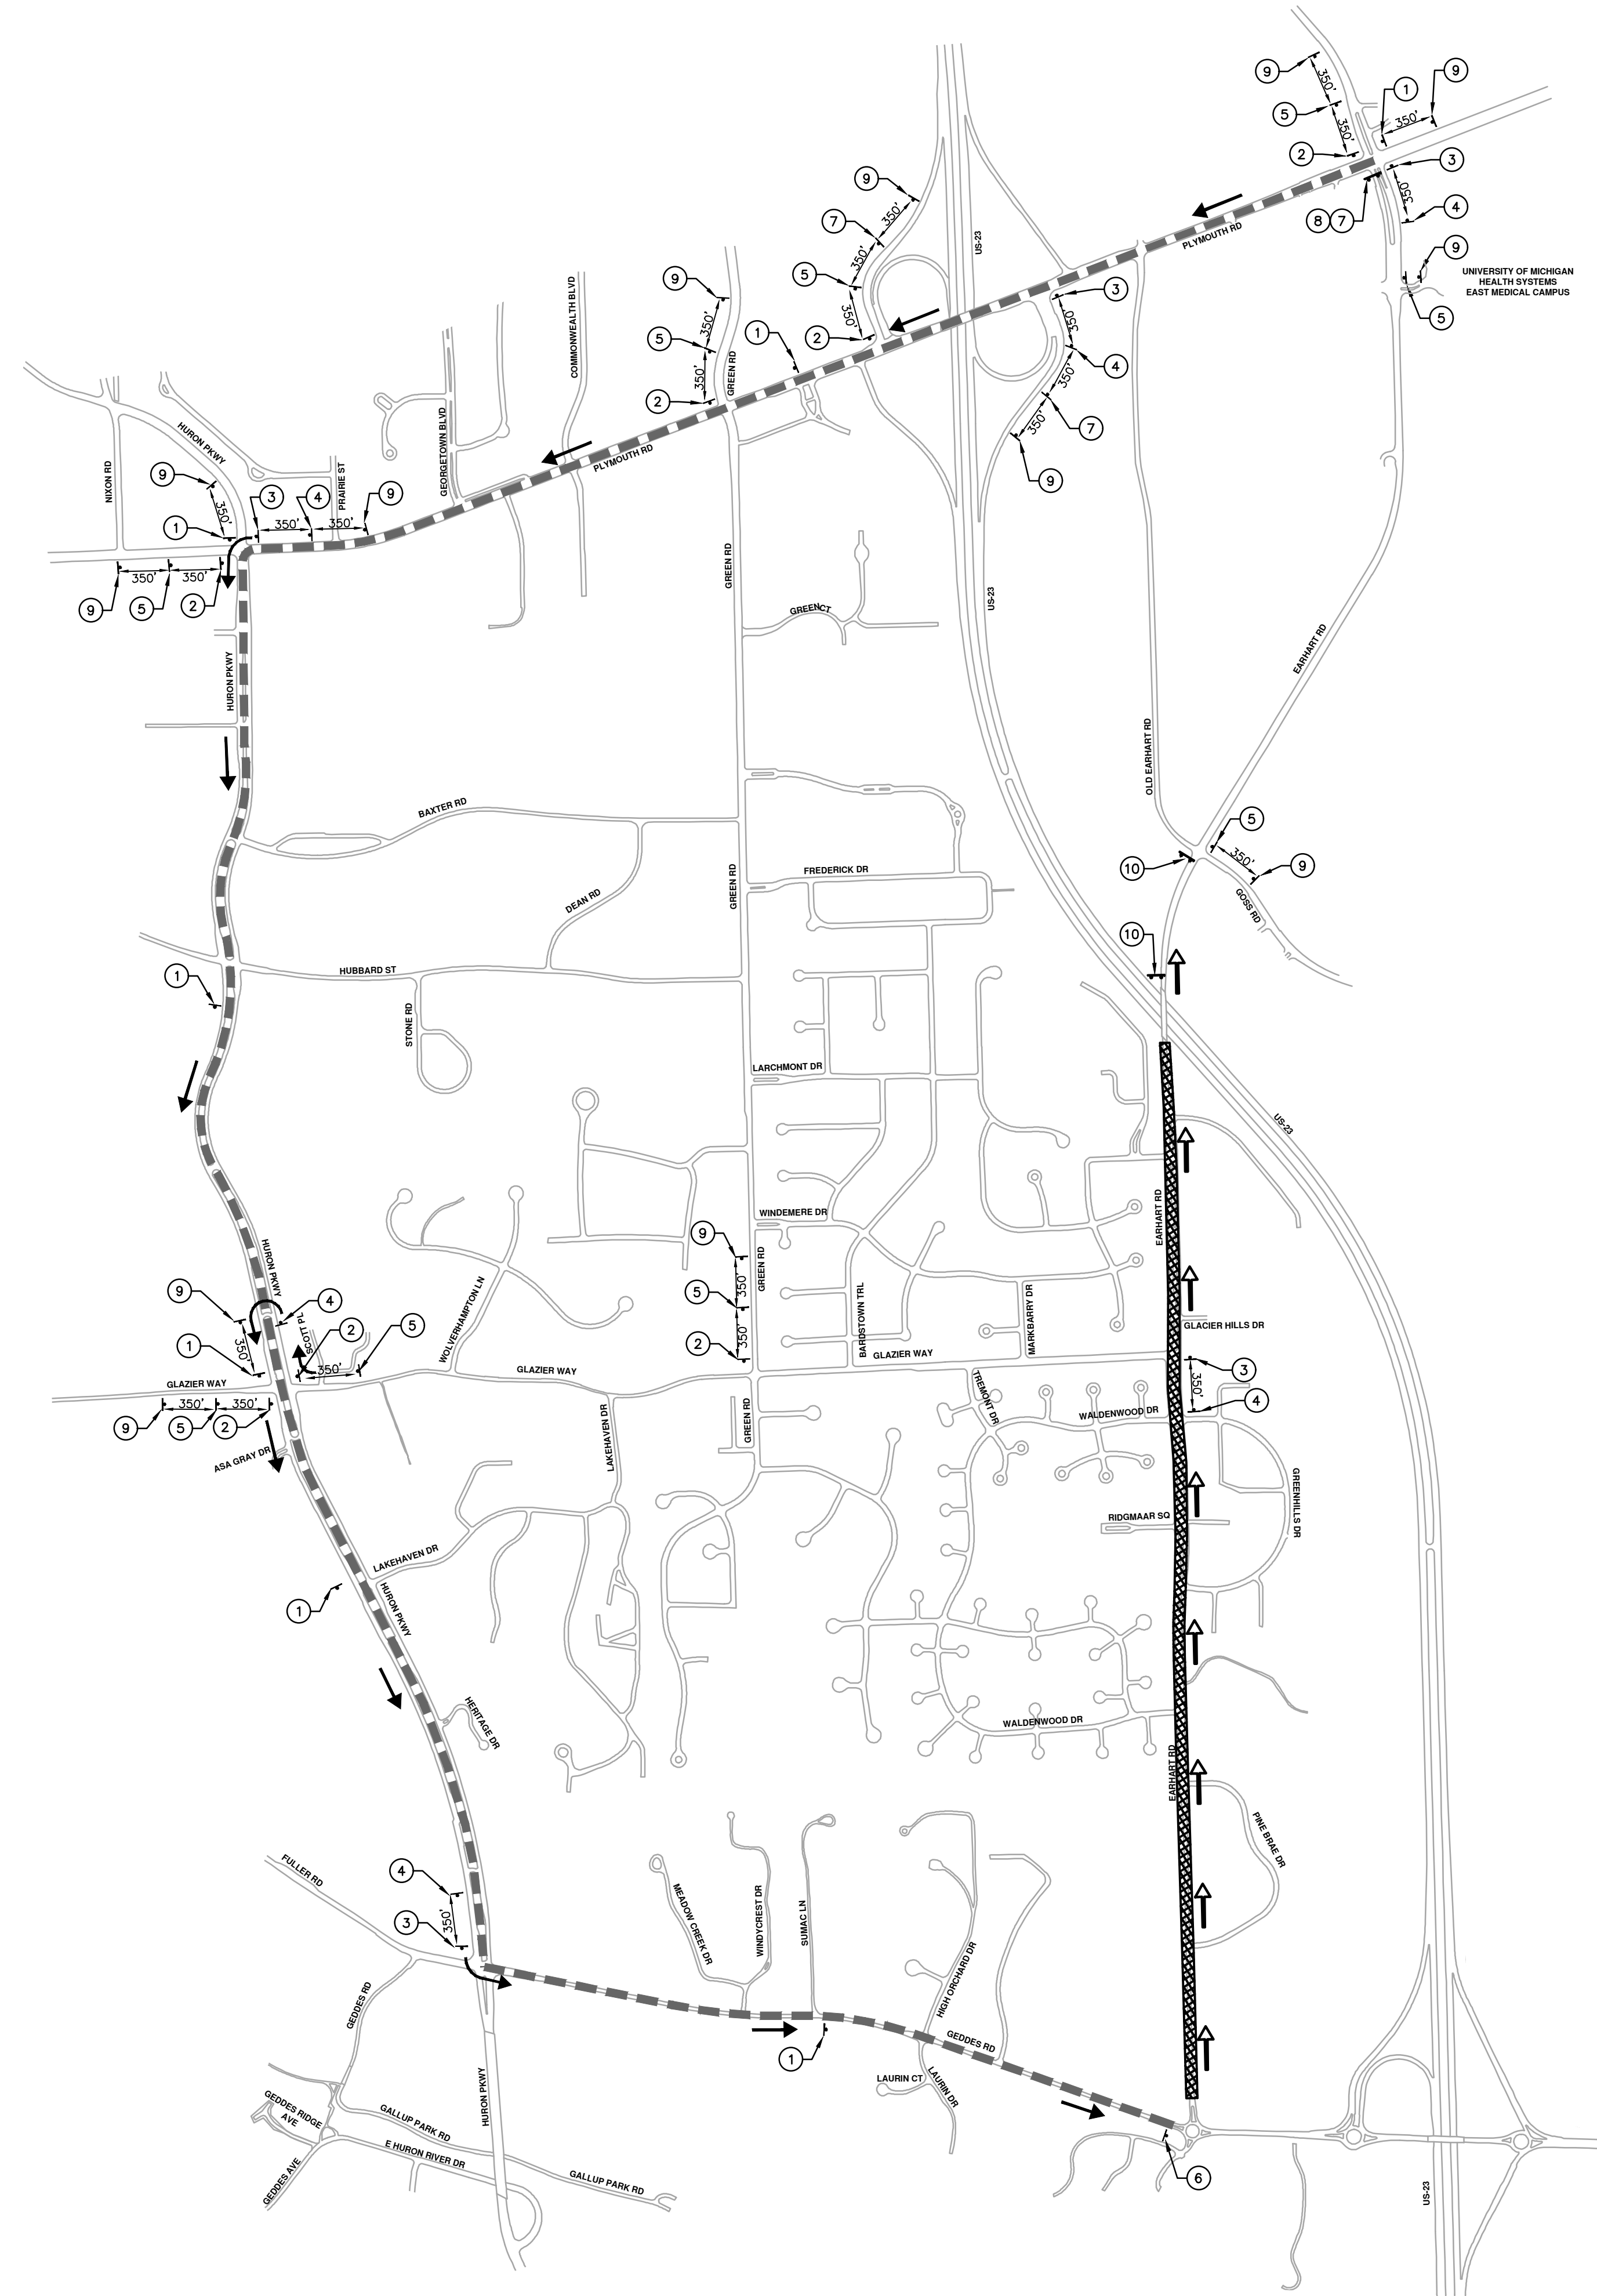 9
350'
5
350'
2
1
9
350'
3
350'
4
8
7
9
5
UNIVERSITY OF MICHIGAN
HEALTH SYSTEMS
EAST MEDICAL CAMPUS
PLYMOUTH RD
9
350'
7
350'
5
350'
2
US-23
3
350'
4
350'
7
350'
9
1
9
350'
5
350'
2
GREEN RD
COMMONWEALTH BLVD
PLYMOUTH RD
GEORGETOWN BLVD
PRAIRIE ST
HURON PKWY
NIXON RD
9
350'
1
3
350'
4
350'
9
9
350'
5
350'
2
HURON PKWY
GREEN RD
GREEN CT
US-23
OLD EARHART RD
EARHART RD
5
350'
9
10
GOSS RD
10
BAXTER RD
DEAN RD
FREDERICK DR
GREEN RD
HUBBARD ST
STONE RD
1
LARCHMONT DR
US-23
WINDEMERE DR
EARHART RD
HURON PKWY
9
350'
1
4
SCOTT PL
2
350'
5
WOLVERHAMPTON LN
9
350'
5
350'
2
GREEN RD
BARDSTOWN TRL
MARKBARRY DR
GLACIER HILLS DR
GLAZIER WAY
GLAZIER WAY
GLAZIER WAY
3
350'
4
9
350'
5
350'
2
ASA GRAY DR
LAKEHAVEN DR
GREEN RD
TREMONT DR
WALDENWOOD DR
GREENHILLS DR
RIDGMAAR SQ
LAKEHAVEN DR
HURON PKWY
1
HERITAGE DR
WALDENWOOD DR
EARHART RD
PINE BRAE DR
FULLER RD
4
350'
3
MEADOW CREEK DR
WINDYCREST DR
SUMAC LN
HIGH ORCHARD DR
GEDDES RD
GEDDES RD
1
LAURIN CT
LAURIN DR
HURON PKWY
GEDDES RIDGE
AVE
GALLUP PARK RD
E HURON RIVER DR
GEDDES AVE
GALLUP PARK RD
6
US-23